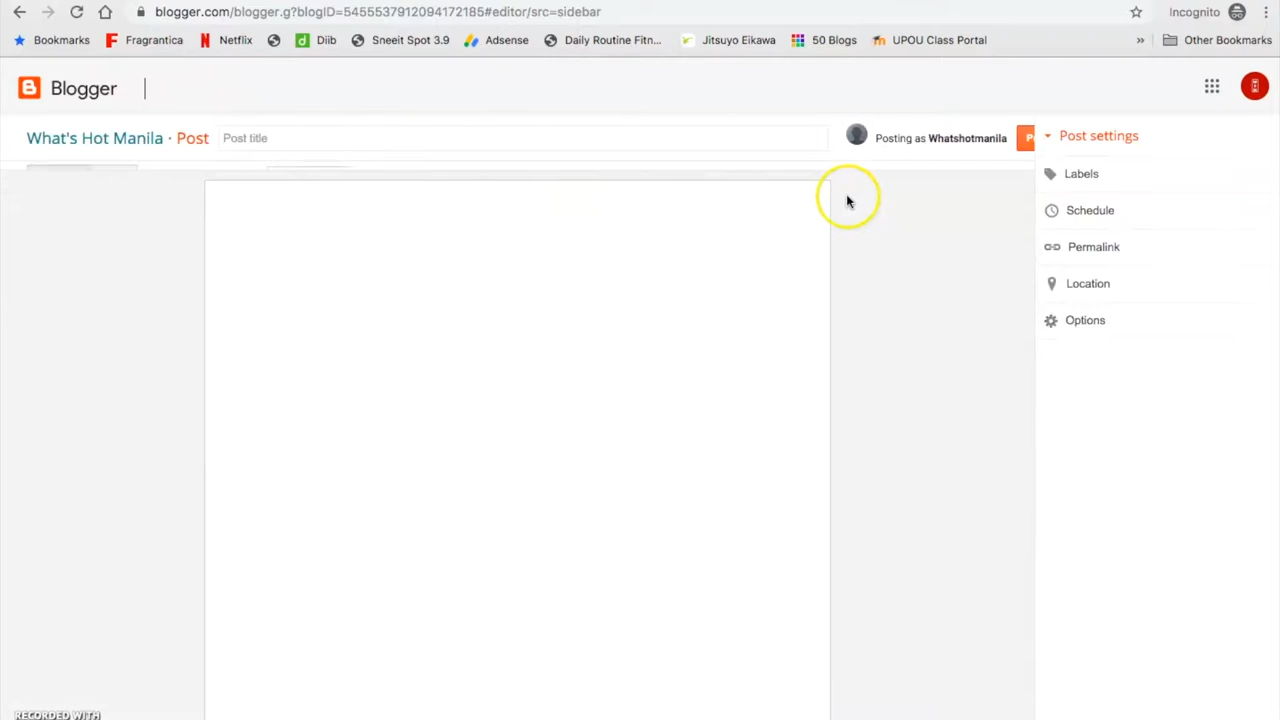 blogger.com/blogger.g?blogID=5455537912094172185#editor/src=sidebar
Incognito
Bookmarks
Fragrantica
Netflix
Diib
Sneeit Spot 3.9
Adsense
Daily Routine Fitn...
Jitsuyo Eikawa
50 Blogs
UPOU Class Portal
»
Other Bookmarks
Blogger
What's Hot Manila · Post
Post title
Posting as Whatshotmanila
Post settings
Labels
Schedule
Permalink
Location
Options
RECORDED WITH